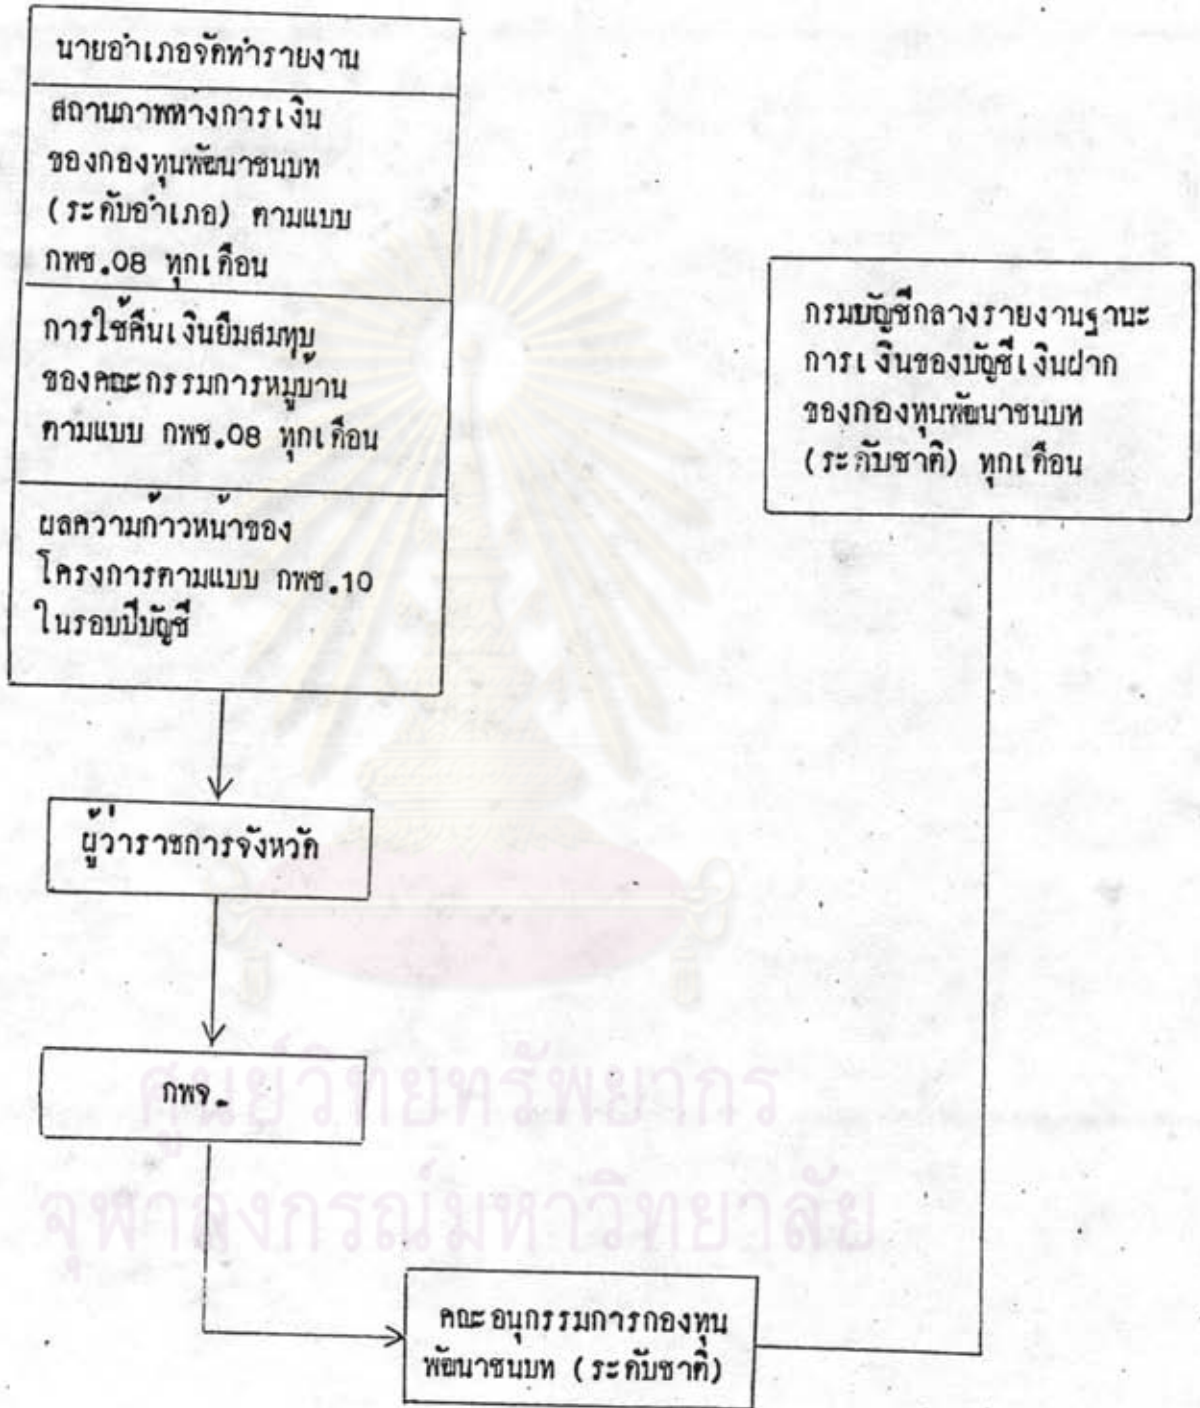 นายอำเภอจัดทำรายงาน
สถานภาพทางการเงิน
ของกองทุนพัฒนาชนบท
(ระดับอำเภอ) ตามแบบ
กพช.08 ทุกเดือน
การใช้คืนเงินยืมสมทบ
ของคณะกรรมการหมู่บ้าน
ตามแบบ กพช.08 ทุกเดือน
ผลความก้าวหน้าของ
โครงการตามแบบ กพช.10
ในรอบปีบัญชี
กรมบัญชีกลางรายงานฐานะ
การเงินของบัญชีเงินฝาก
ของกองทุนพัฒนาชนบท
(ระดับชาติ) ทุกเดือน
ผู้ว่าราชการจังหวัด
กพจ.
ศูนย์วิทยทรัพยากร
จุฬาลงกรณ์มหาวิทยาลัย
คณะอนุกรรมการกองทุน
พัฒนาชนบท (ระดับชาติ)